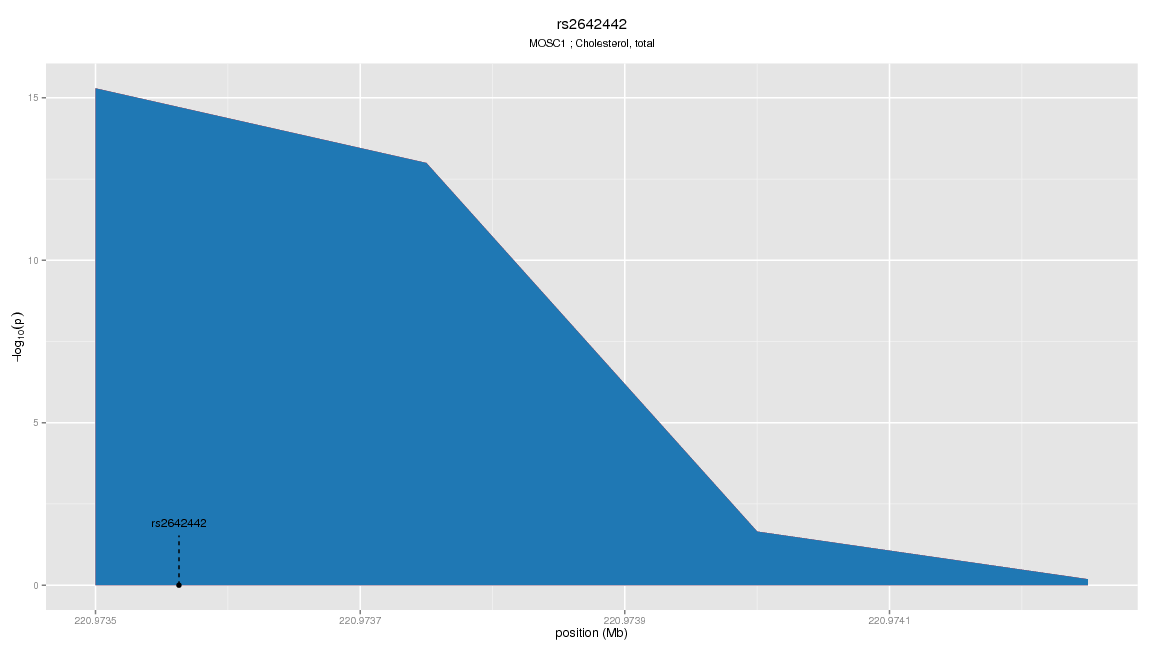 rs2642442
MOSC1 ; Cholesterol, total
15
10
5
0
−log10(p)
rs2642442
220.9735 220.9737 220.9739 220.9741
position (Mb)